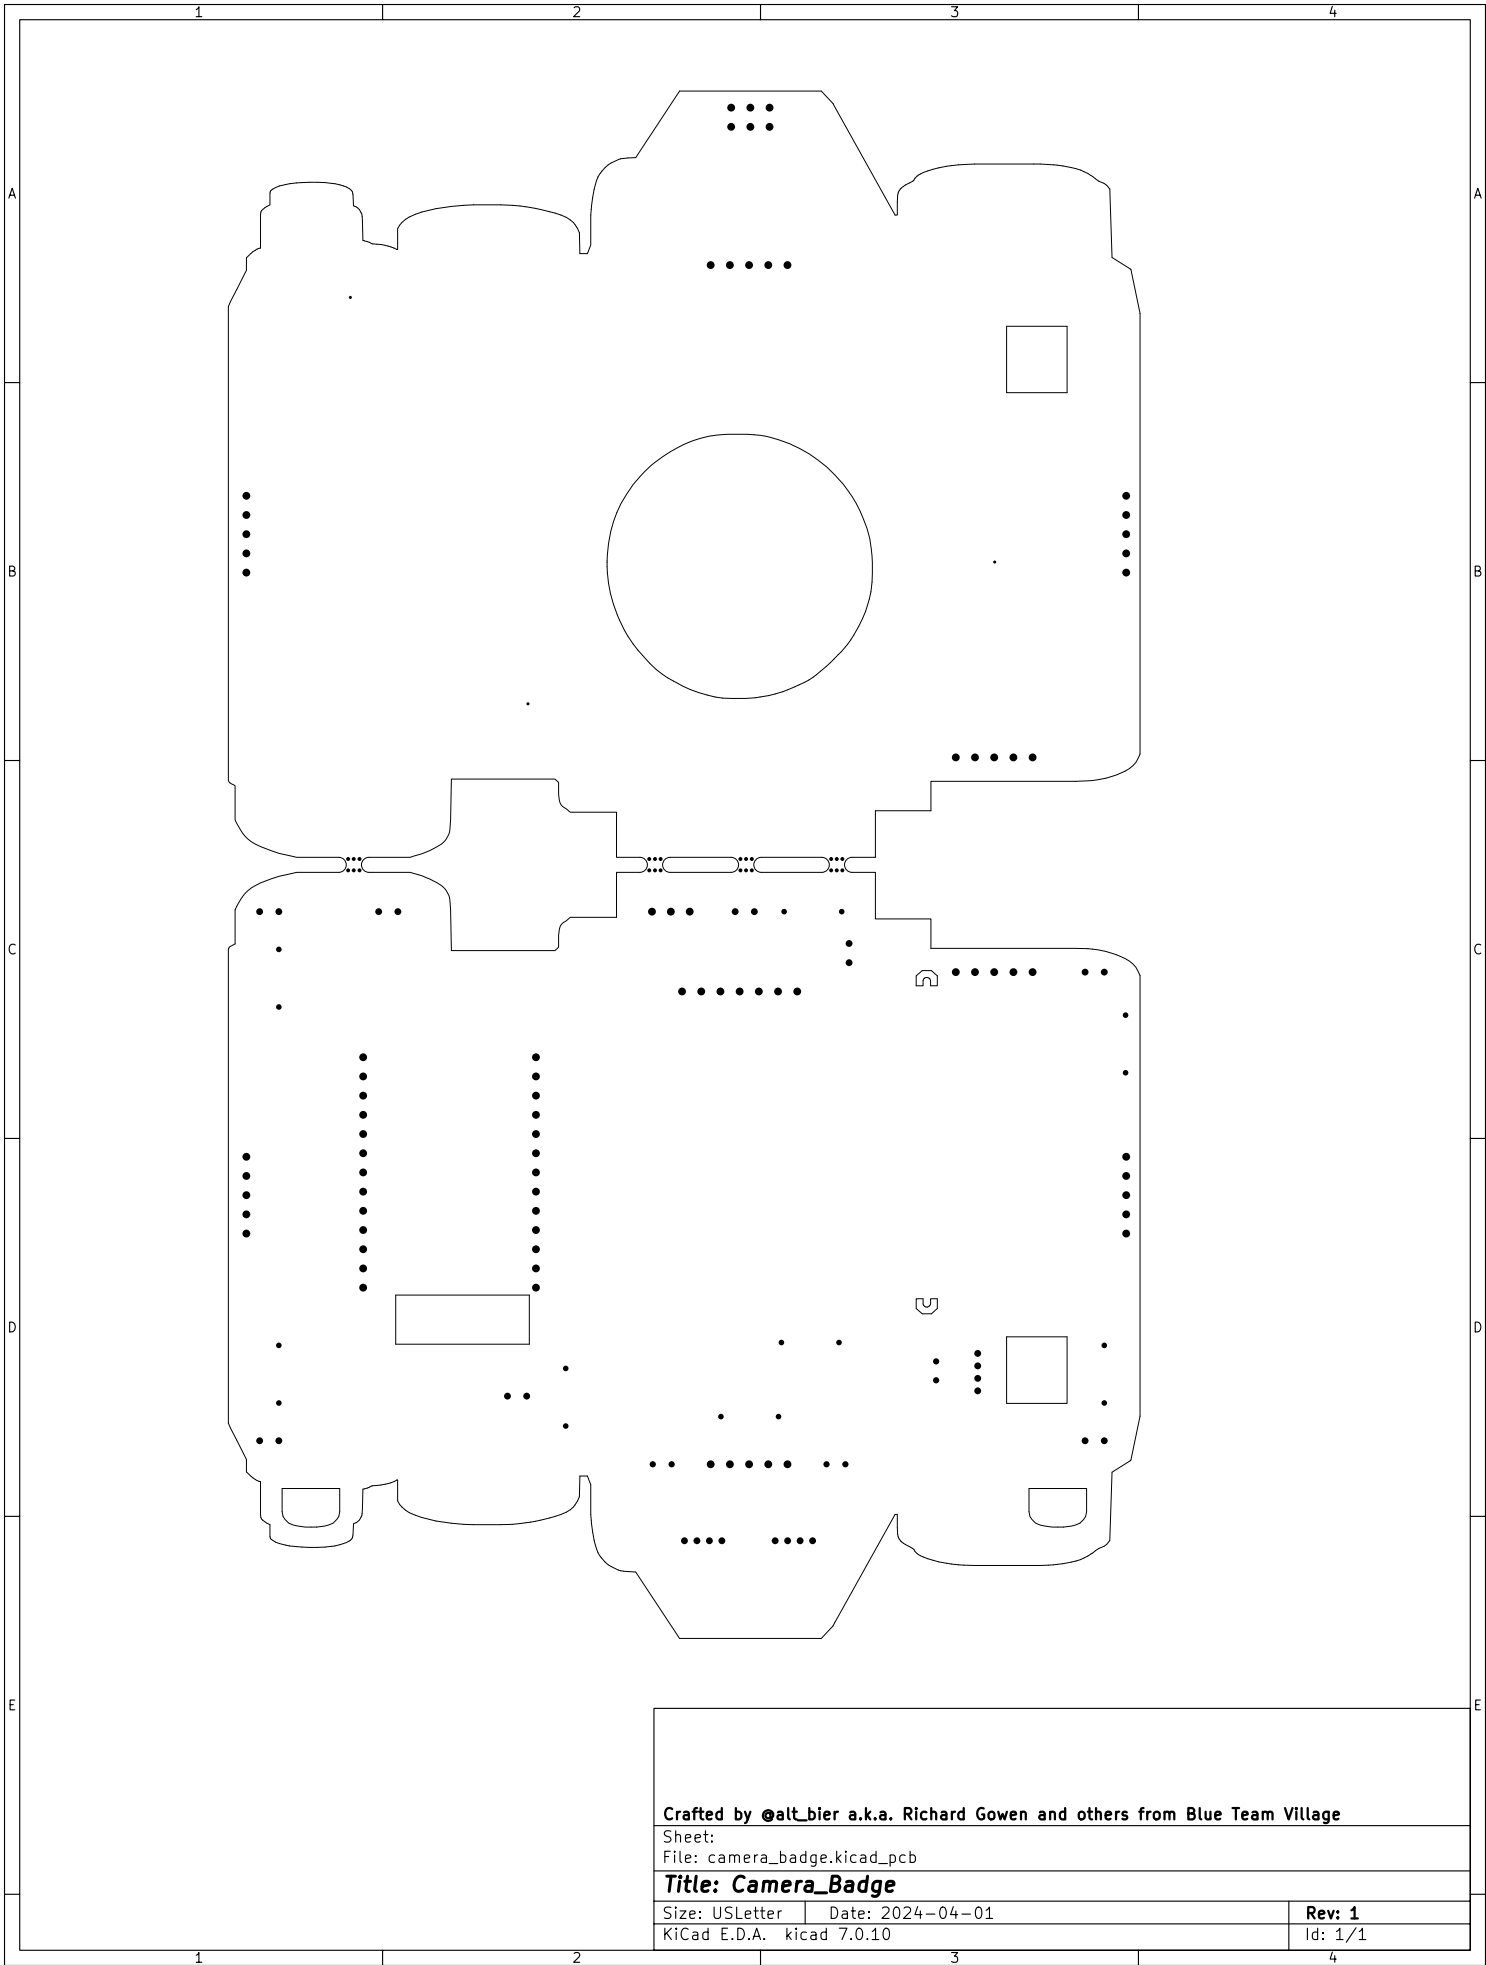 1 2 3 4
A A
B B
C C
D D
E E
Crafted by @alt_bier a.k.a. Richard Gowen and others from Blue Team Village
Sheet:
File: camera_badge.kicad_pcb
Title: Camera_Badge
Size: USLetter Date: 2024-04-01 Rev: 1
KiCad E.D.A. kicad 7.0.10 Id: 1/1
1 2 3 4